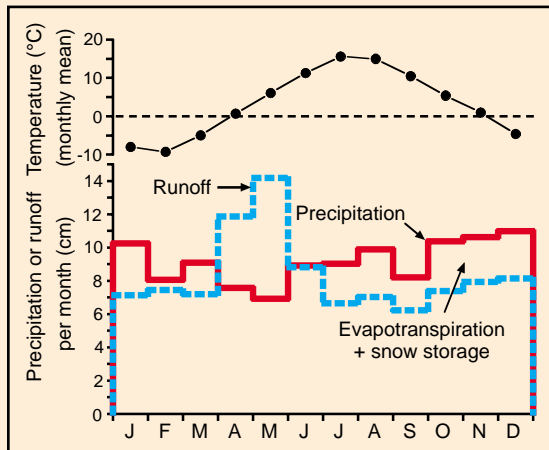 Temperature (°C)
(monthly mean)
20
10
0
-10
Precipitation or runoff
per month (cm)
14
12
10
8
6
4
2
0
Runoff
Precipitation
Evapotranspiration
+ snow storage
J F M A M J J A S O N D